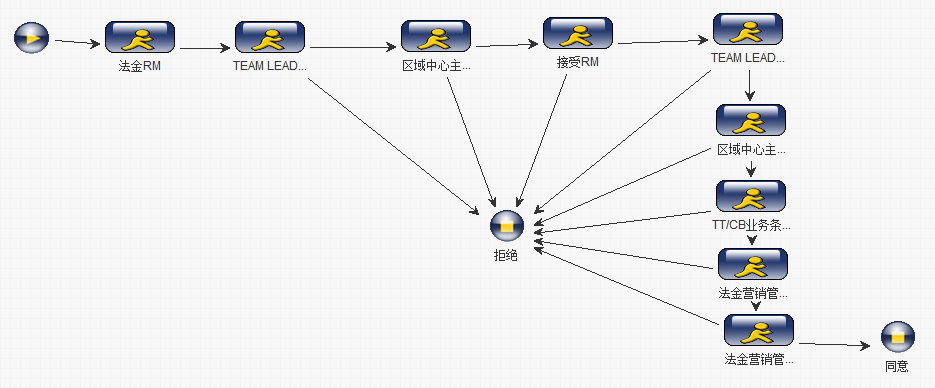 法金RM
TEAM LEAD...
区域中心主...
接受RM
TEAM LEAD...
区域中心主...
TT/CB业务条...
拒绝
法金营销管...
法金营销管...
同意